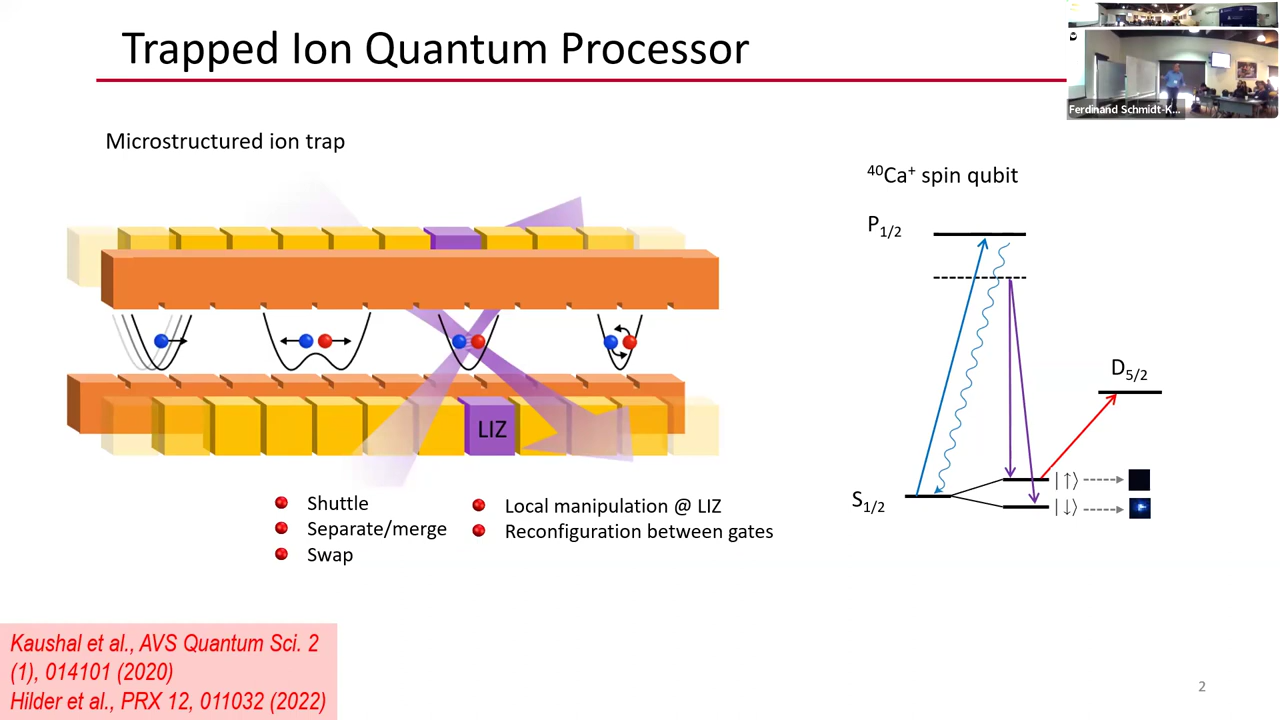 Trapped Ion Quantum Processor
Ferdinand Schmidt-K...
Microstructured ion trap
LIZ
Shuttle
Separate/merge
Swap
Local manipulation @ LIZ
Reconfiguration between gates
⁴⁰Ca⁺ spin qubit
P₁/₂
D₅/₂
S₁/₂
|↑⟩
|↓⟩
Kaushal et al., AVS Quantum Sci. 2
(1), 014101 (2020)
Hilder et al., PRX 12, 011032 (2022)
2